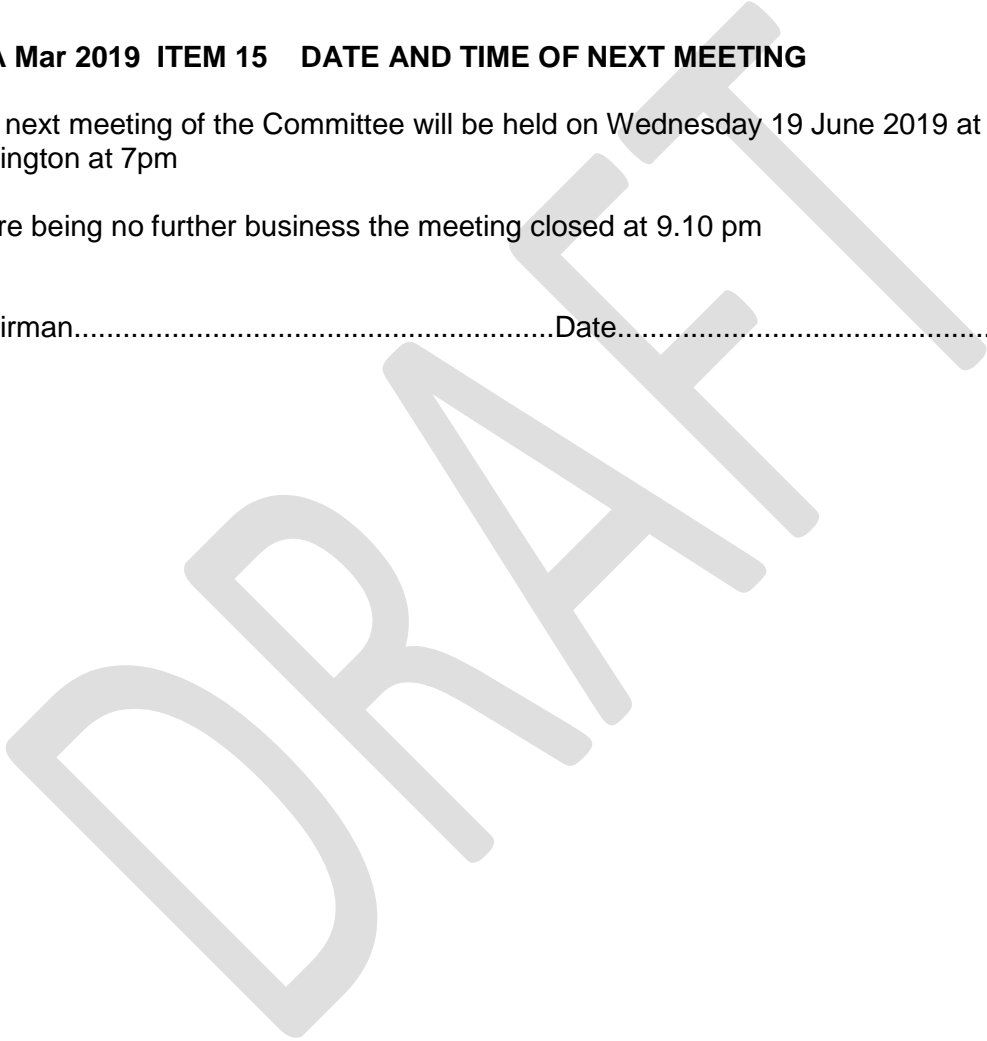 A Mar 2019 ITEM 15 DATE AND TIME OF NEXT MEETING
next meeting of the Committee will be held on Wednesday 19 June 2019 at
ington at 7pm
re being no further business the meeting closed at 9.10 pm
irman...........................................................Date..............................................
DRAFT